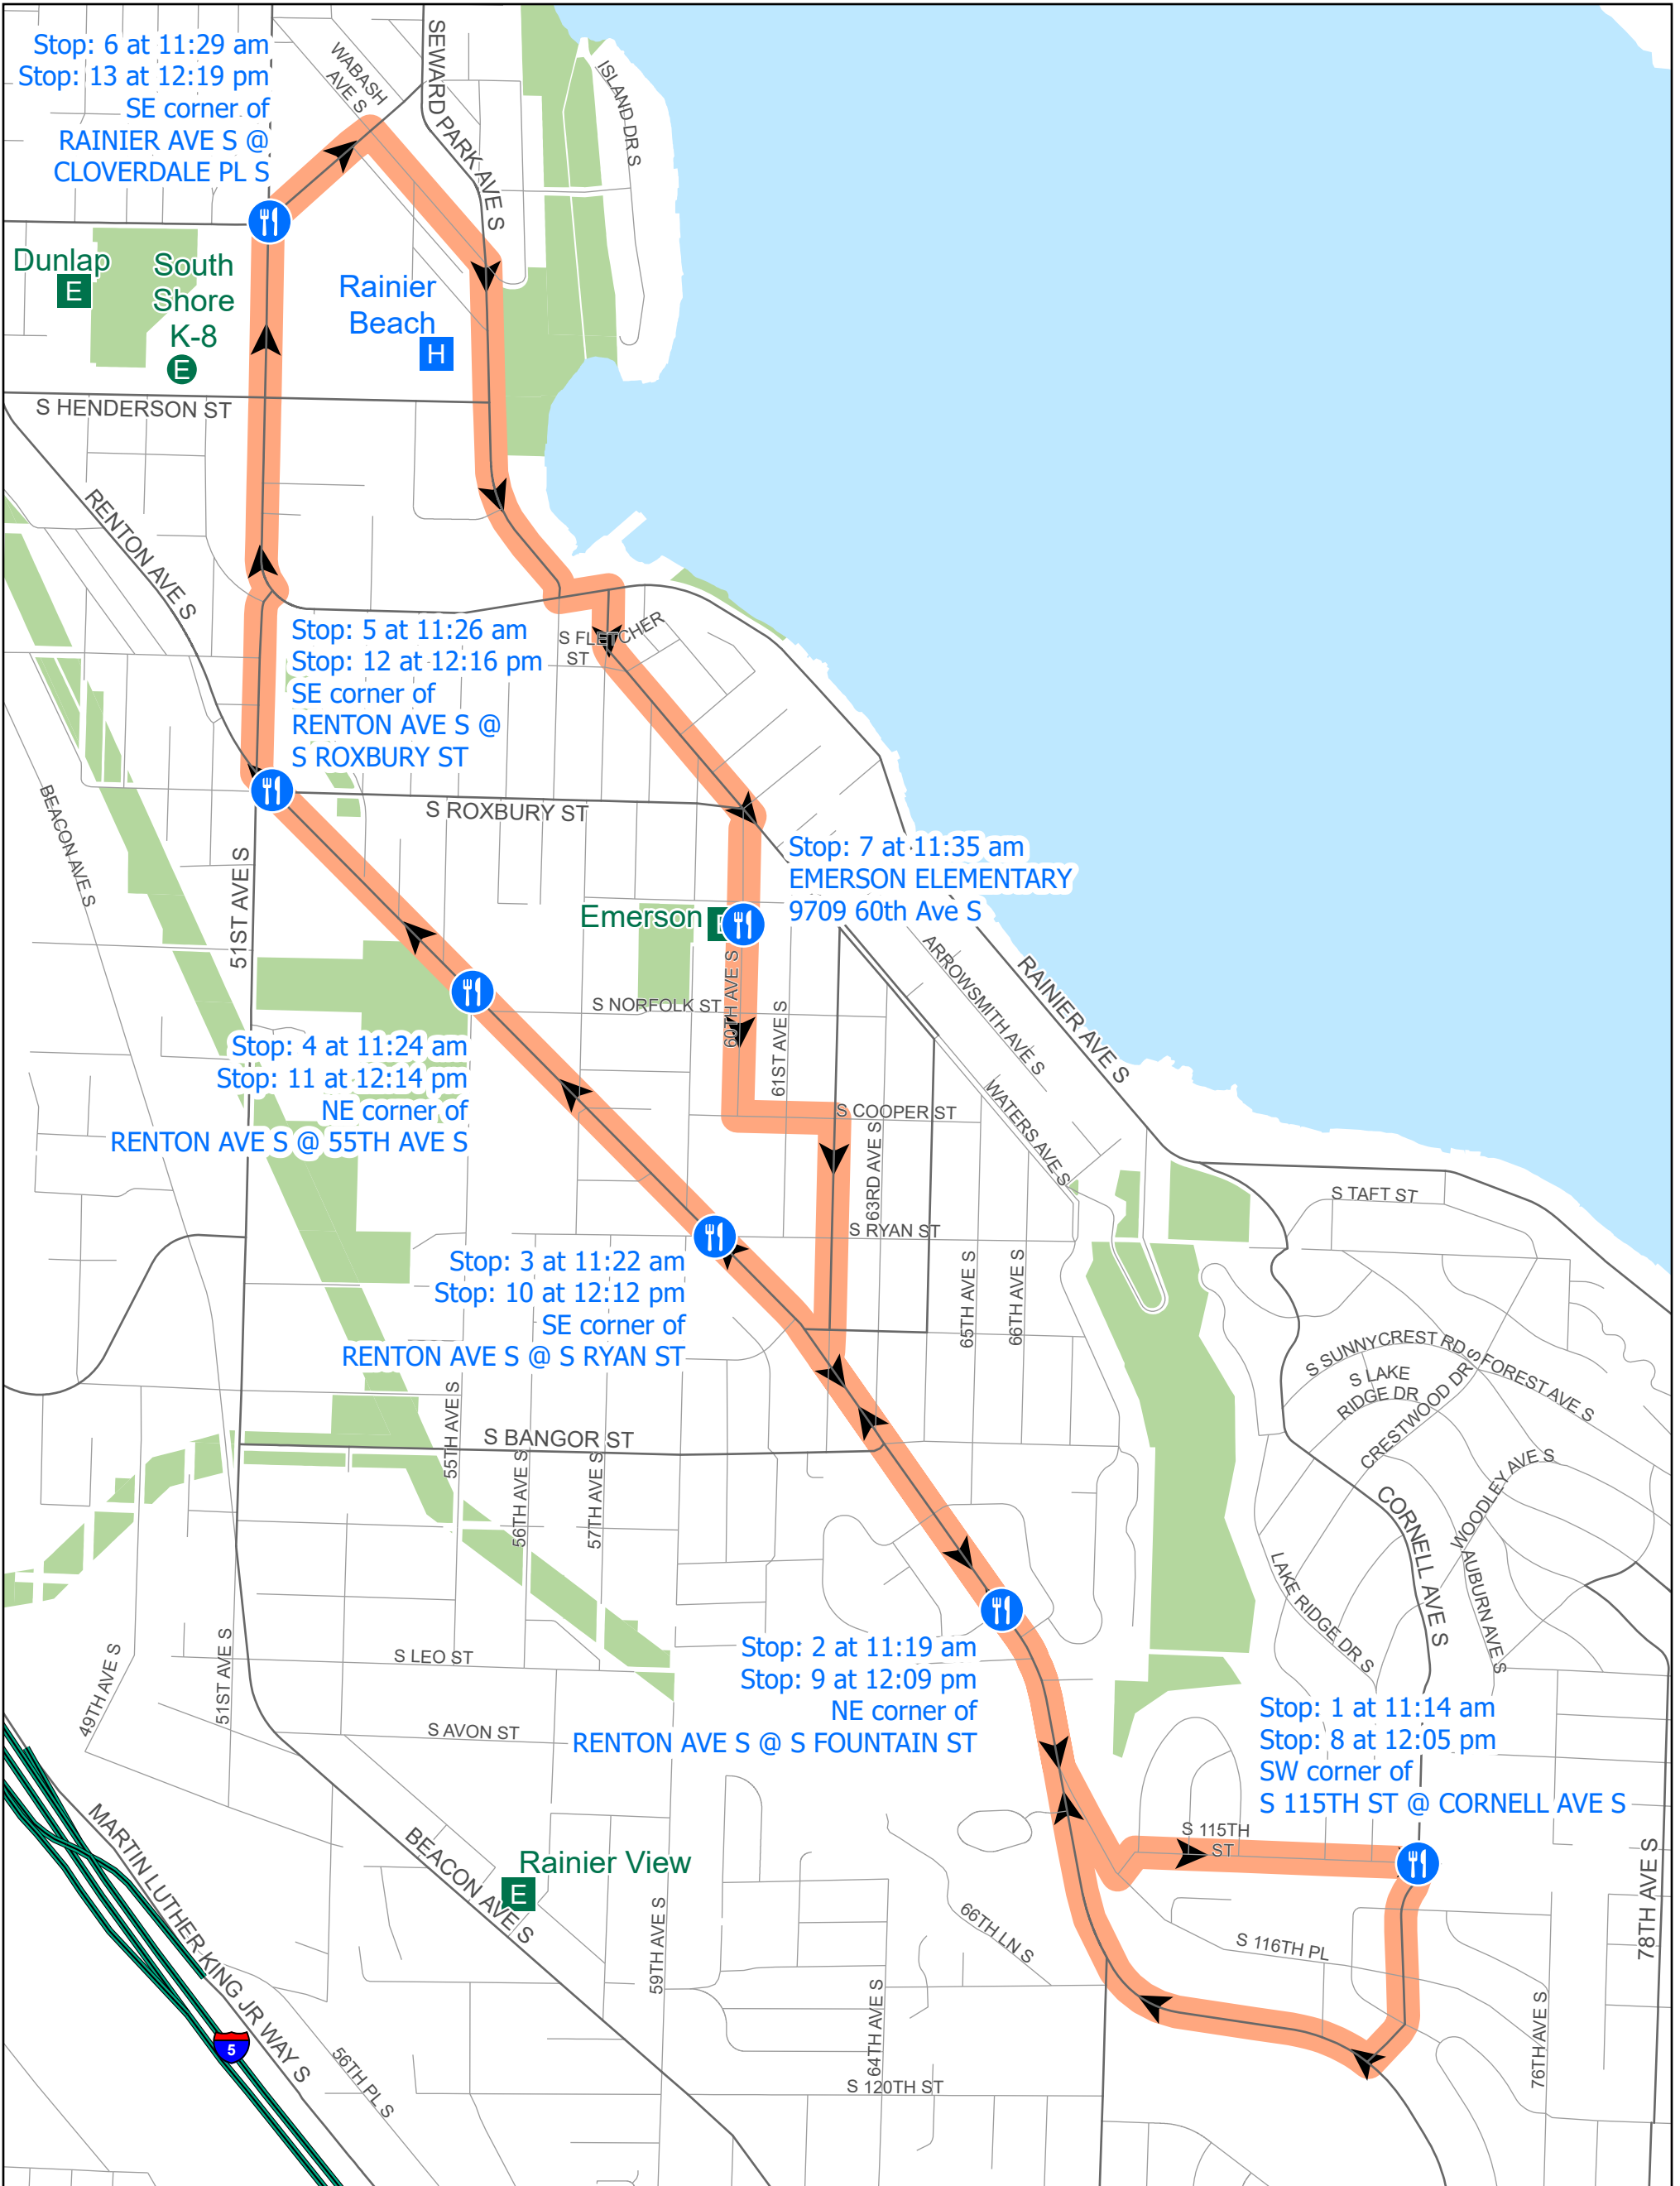 Stop: 6 at 11:29 am
Stop: 13 at 12:19 pm
SE corner of
RAINIER AVE S @
CLOVERDALE PL S
WABASH
AVE S
SEWARD PARK AVE S
ISLAND DR S
Dunlap
E
South
Shore
K-8
E
Rainier
Beach
H
S HENDERSON ST
RENTON AVE S
Stop: 5 at 11:26 am
Stop: 12 at 12:16 pm
SE corner of
RENTON AVE S @
S ROXBURY ST
S FLETCHER
ST
BEACON AVE S
S ROXBURY ST
51ST AVE S
Stop: 7 at 11:35 am
EMERSON ELEMENTARY
9709 60th Ave S
Emerson
60TH AVE S
S NORFOLK ST
61ST AVE S
ARROWSMITH AVE S
RAINIER AVE S
Stop: 4 at 11:24 am
Stop: 11 at 12:14 pm
NE corner of
RENTON AVE S @ 55TH AVE S
S COOPER ST
WATERS AVE S
63RD AVE S
S RYAN ST
S TAFT ST
Stop: 3 at 11:22 am
Stop: 10 at 12:12 pm
SE corner of
RENTON AVE S @ S RYAN ST
65TH AVE S
66TH AVE S
S SUNNYCREST RD
S FOREST AVE S
S LAKE
RIDGE DR
CRESTWOOD DR S
55TH AVE S
S BANGOR ST
56TH AVE S
57TH AVE S
CORNELL AVE S
WOODLEY AVE S
AUBURN AVE S
LAKE RIDGE DR S
49TH AVE S
51ST AVE S
S LEO ST
S AVON ST
Stop: 2 at 11:19 am
Stop: 9 at 12:09 pm
NE corner of
RENTON AVE S @ S FOUNTAIN ST
Stop: 1 at 11:14 am
Stop: 8 at 12:05 pm
SW corner of
S 115TH ST @ CORNELL AVE S
S 115TH
ST
MARTIN LUTHER KING JR WAY S
BEACON AVE S
Rainier View
E
59TH AVE S
66TH LN S
S 116TH PL
78TH AVE S
64TH AVE S
76TH AVE S
5
56TH PL S
S 120TH ST